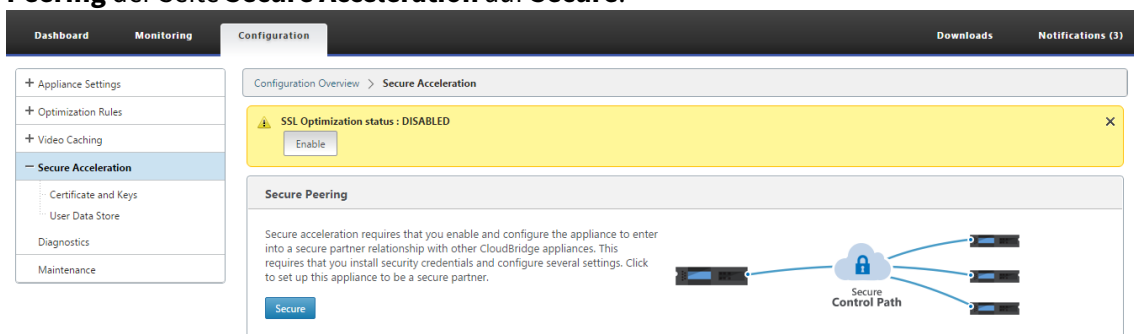 Peering der Seite Secure Acceleration auf Secure.
Dashboard Monitoring Configuration Downloads Notifications (3)
+ Appliance Settings
+ Optimization Rules
+ Video Caching
− Secure Acceleration
Certificate and Keys
User Data Store
Diagnostics
Maintenance
Configuration Overview > Secure Acceleration
SSL Optimization status : DISABLED
Enable
Secure Peering
Secure acceleration requires that you enable and configure the appliance to enter
into a secure partner relationship with other CloudBridge appliances. This
requires that you install security credentials and configure several settings. Click
to set up this appliance to be a secure partner.
Secure
Secure
Control Path